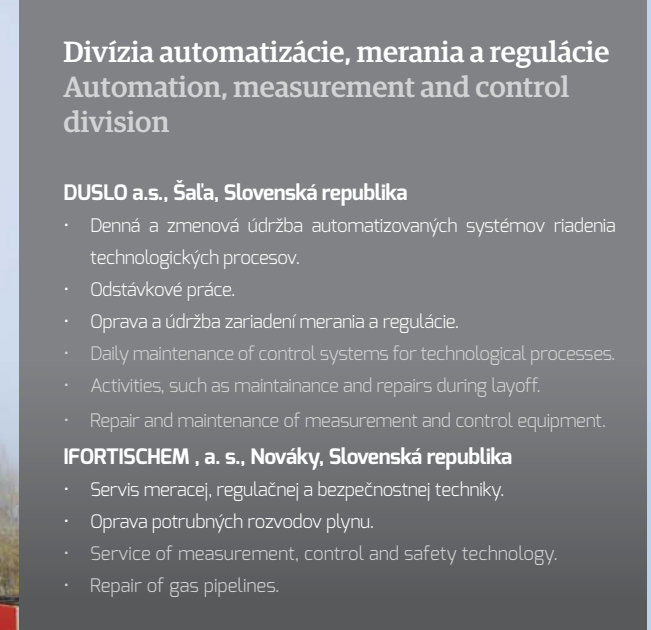 Divízia automatizácie, merania a regulácie
Automation, measurement and control
division
DUSLO a.s., Šaľa, Slovenská republika
· Denná a zmenová údržba automatizovaných systémov riadenia
technologických procesov.
· Odstávkové práce.
· Oprava a údržba zariadení merania a regulácie.
· Daily maintenance of control systems for technological processes.
· Activities, such as maintainance and repairs during layoff.
· Repair and maintenance of measurement and control equipment.
IFORTISCHEM , a. s., Nováky, Slovenská republika
· Servis meracej, regulačnej a bezpečnostnej techniky.
· Oprava potrubných rozvodov plynu.
· Service of measurement, control and safety technology.
· Repair of gas pipelines.